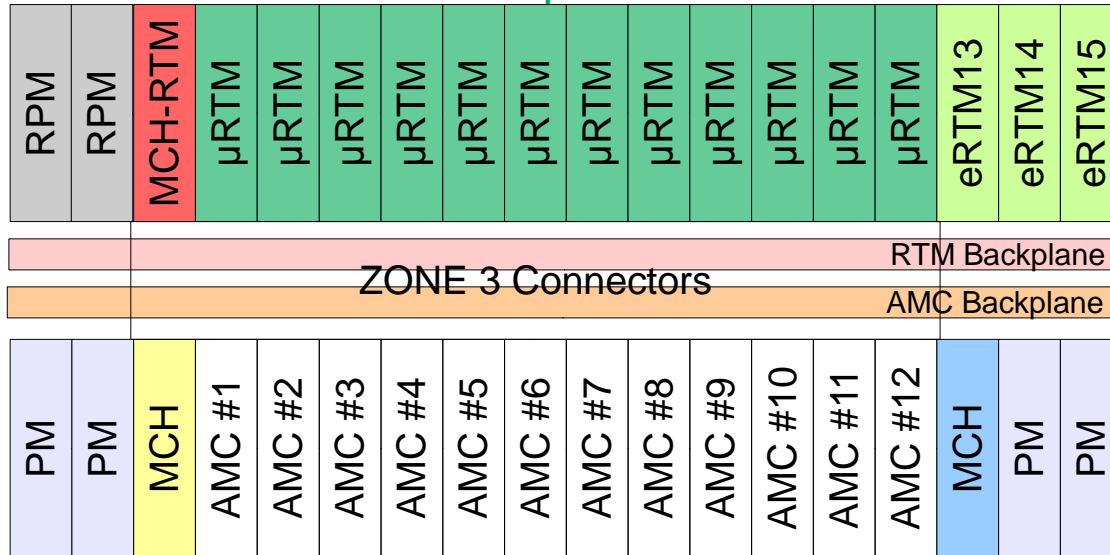 RPM
RPM
MCH-RTM
µRTM
µRTM
µRTM
µRTM
µRTM
µRTM
µRTM
µRTM
µRTM
µRTM
µRTM
µRTM
eRTM13
eRTM14
eRTM15
RTM Backplane
ZONE 3 Connectors
AMC Backplane
PM
PM
MCH
AMC #1
AMC #2
AMC #3
AMC #4
AMC #5
AMC #6
AMC #7
AMC #8
AMC #9
AMC #10
AMC #11
AMC #12
MCH
PM
PM